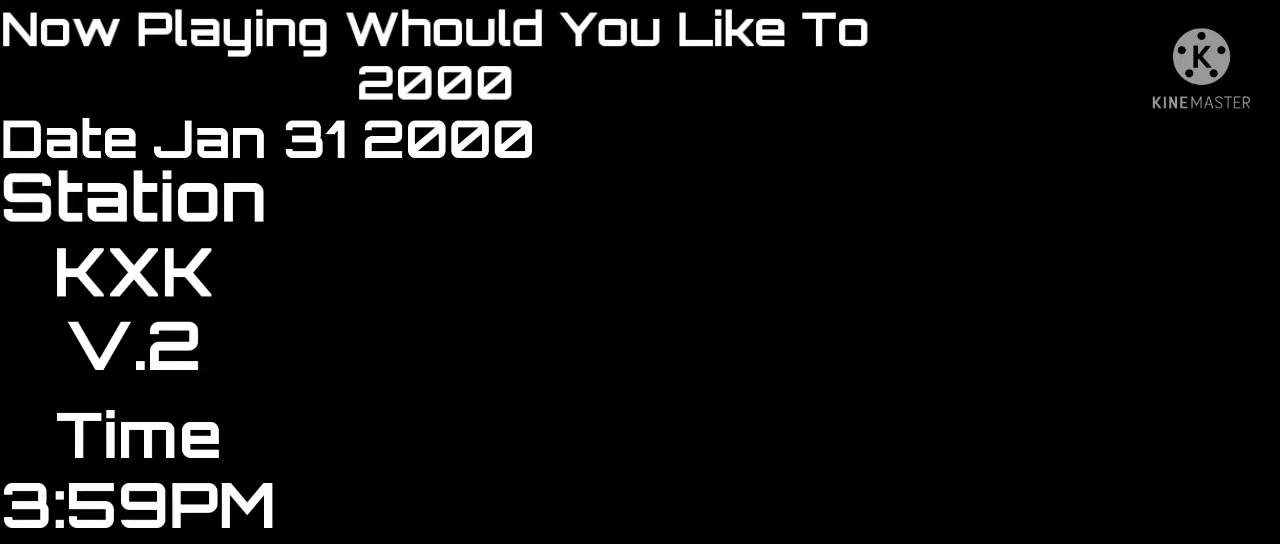 Now Playing Whould You Like To
2000
Date Jan 31 2000
Station
KXK
V.2
Time
3:59PM
K
KINEMASTER